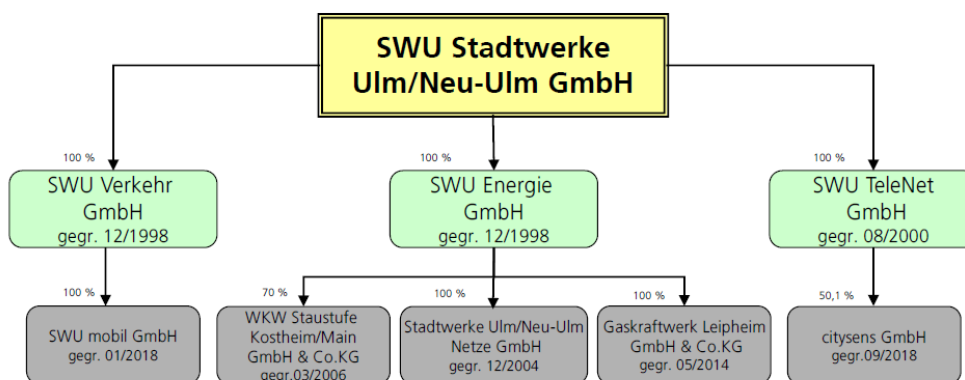 SWU Stadtwerke
Ulm/Neu-Ulm GmbH
100 %
SWU Verkehr
GmbH
gegr. 12/1998
100 %
SWU Energie
GmbH
gegr. 12/1998
100 %
SWU TeleNet
GmbH
gegr. 08/2000
100 %
SWU mobil GmbH
gegr. 01/2018
70 %
WKW Staustufe
Kostheim/Main
GmbH & Co.KG
gegr.03/2006
100 %
Stadtwerke Ulm/Neu-Ulm
Netze GmbH
gegr. 12/2004
100 %
Gaskraftwerk Leipheim
GmbH & Co.KG
gegr. 05/2014
50,1 %
citysens GmbH
gegr.09/2018